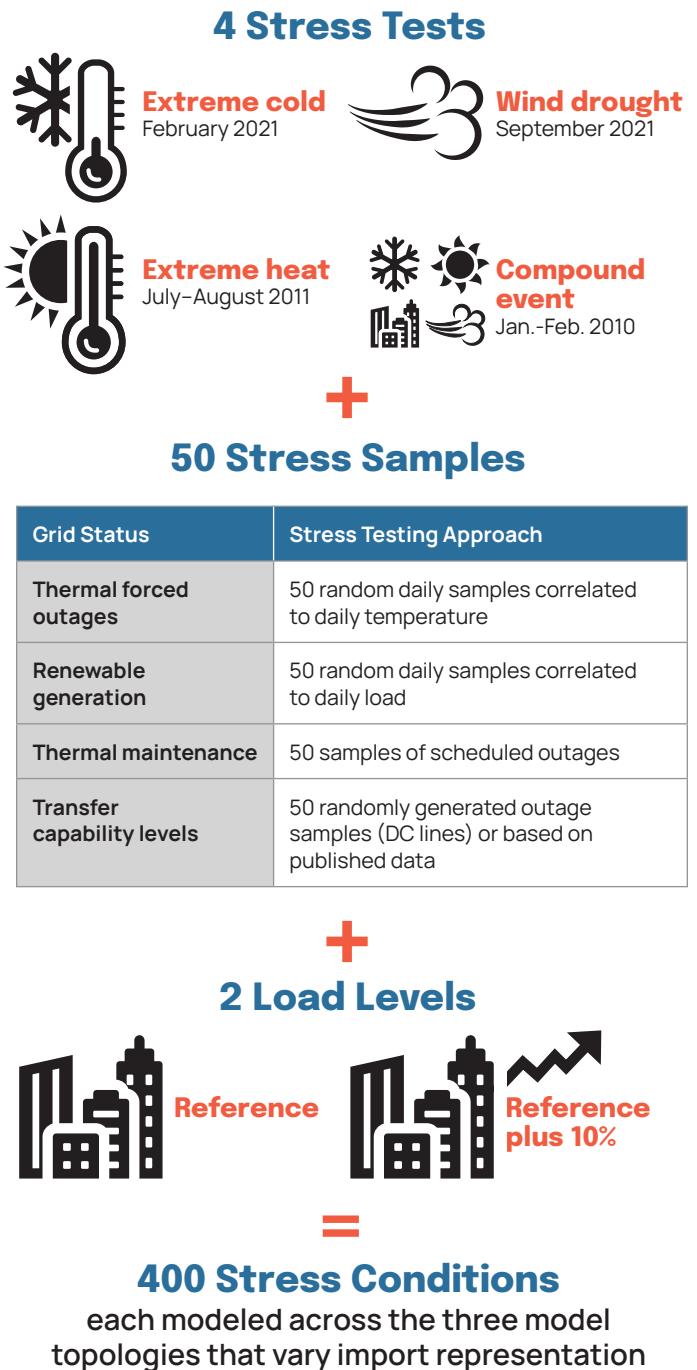 4 Stress Tests
Extreme cold
February 2021
Wind drought
September 2021
Extreme heat
July–August 2011
Compound
event
Jan.-Feb. 2010
+
50 Stress Samples
Grid Status
Stress Testing Approach
Thermal forced
outages
50 random daily samples correlated
to daily temperature
Renewable
generation
50 random daily samples correlated
to daily load
Thermal maintenance
50 samples of scheduled outages
Transfer
capability levels
50 randomly generated outage
samples (DC lines) or based on
published data
+
2 Load Levels
Reference
Reference
plus 10%
=
400 Stress Conditions
each modeled across the three model
topologies that vary import representation